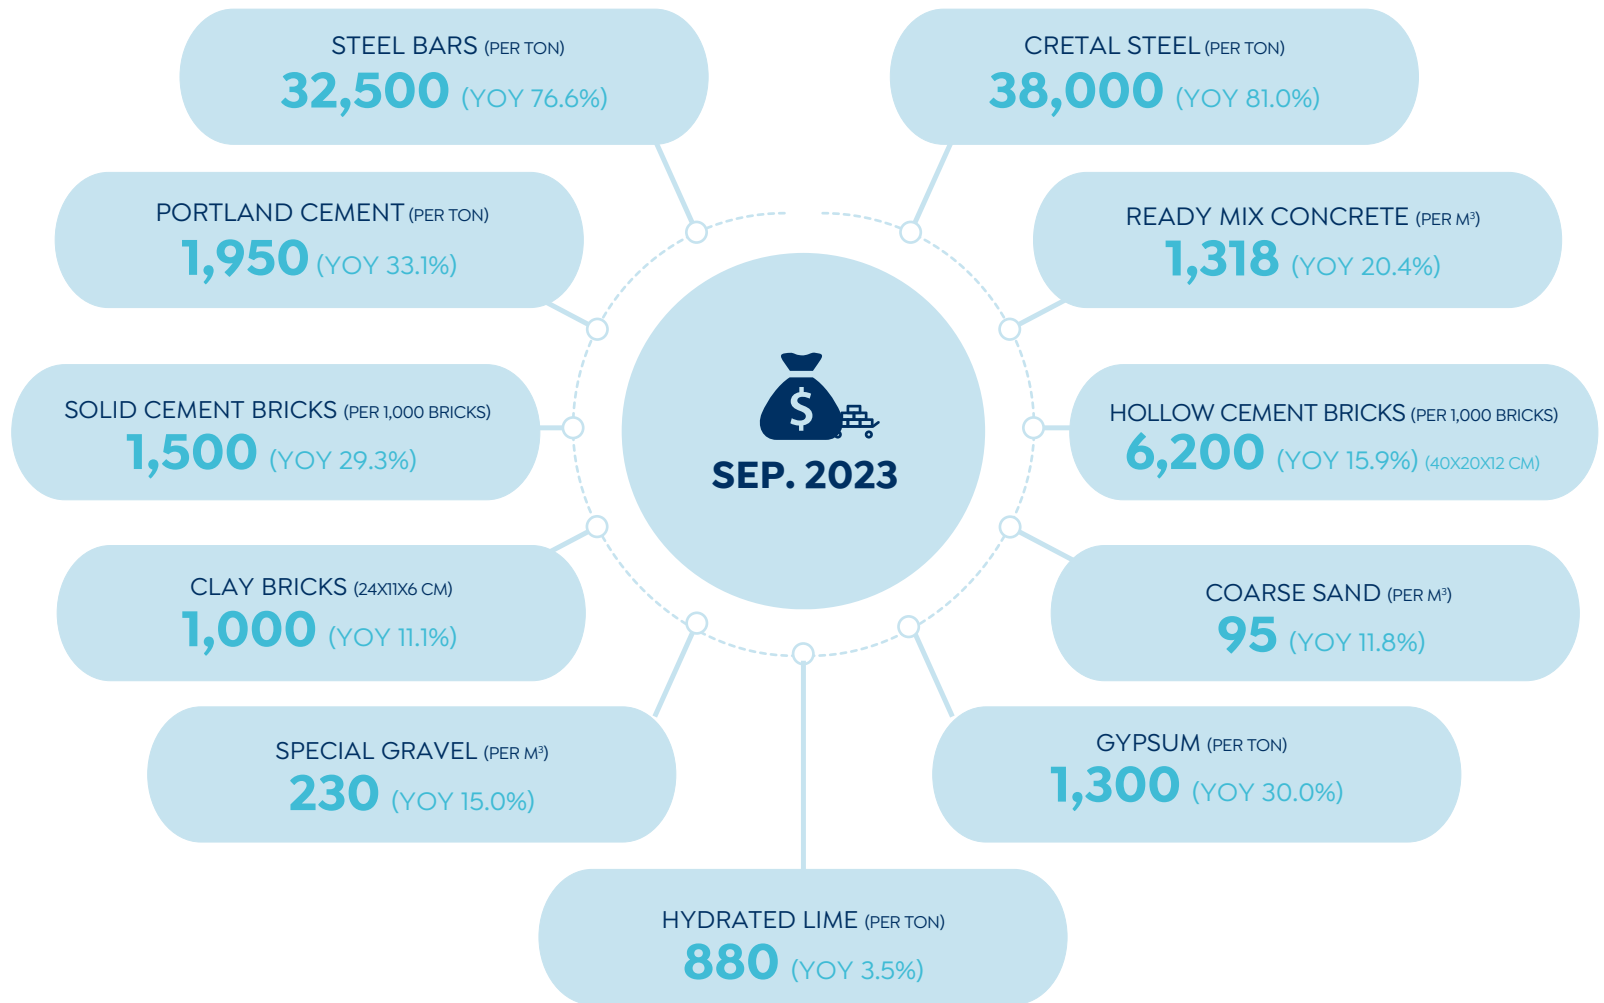 STEEL BARS (PER TON)
32,500 (YOY 76.6%)
CRETAL STEEL (PER TON)
38,000 (YOY 81.0%)
PORTLAND CEMENT (PER TON)
1,950 (YOY 33.1%)
READY MIX CONCRETE (PER M³)
1,318 (YOY 20.4%)
SOLID CEMENT BRICKS (PER 1,000 BRICKS)
1,500 (YOY 29.3%)
$
SEP. 2023
HOLLOW CEMENT BRICKS (PER 1,000 BRICKS)
6,200 (YOY 15.9%) (40X20X12 CM)
CLAY BRICKS (24X11X6 CM)
1,000 (YOY 11.1%)
COARSE SAND (PER M³)
95 (YOY 11.8%)
SPECIAL GRAVEL (PER M³)
230 (YOY 15.0%)
GYPSUM (PER TON)
1,300 (YOY 30.0%)
HYDRATED LIME (PER TON)
880 (YOY 3.5%)